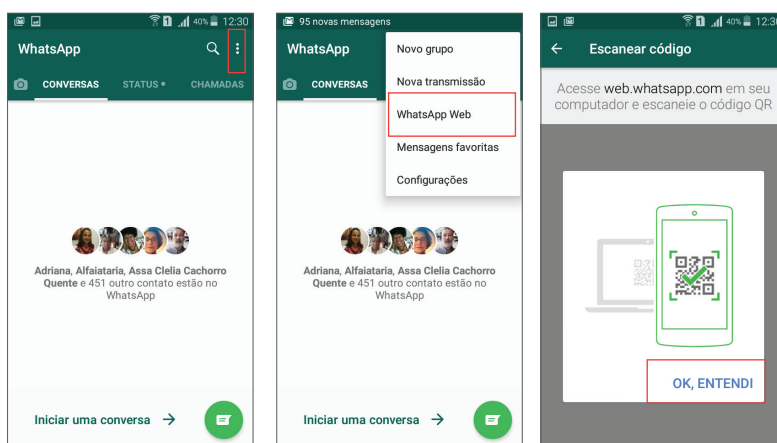 40% 12:30
WhatsApp
CONVERSAS STATUS CHAMADAS
Adriana, Alfaiataria, Assa Clelia Cachorro
Quente e 451 outro contato estão no
WhatsApp
Iniciar uma conversa →
95 novas mensagens
WhatsApp
CONVERSAS
Novo grupo
Nova transmissão
WhatsApp Web
Mensagens favoritas
Configurações
Adriana, Alfaiataria, Assa Clelia Cachorro
Quente e 451 outro contato estão no
WhatsApp
Iniciar uma conversa →
1 40% 12:30
← Escanear código
Acesse web.whatsapp.com em seu
computador e escaneie o código QR
OK, ENTENDI